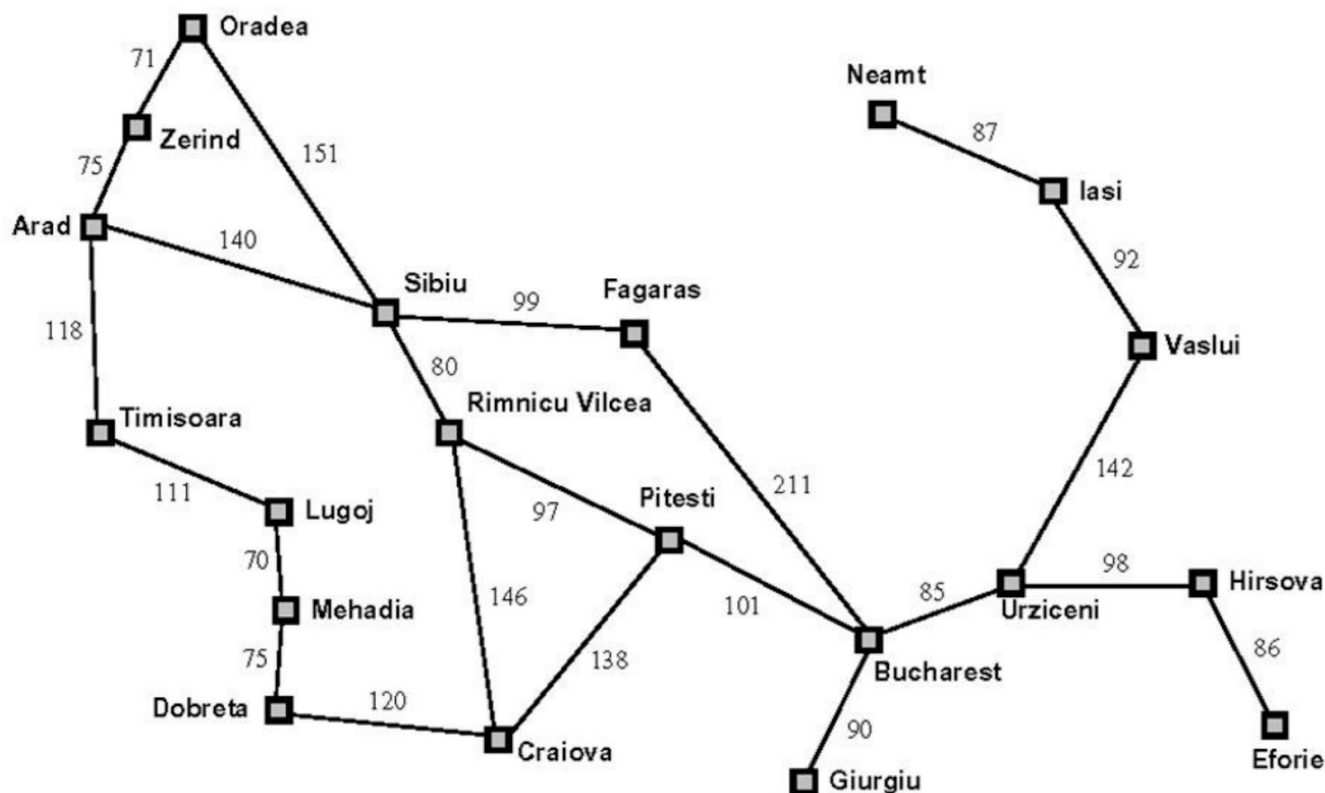 Oradea
71
Neamt
87
Zerind
151
75
Iasi
Arad
140
92
Sibiu
Fagaras
99
118
Vaslui
80
Timisoara
Rimnicu Vilcea
142
211
111
Lugoj
97
Pitesti
70
98
Hirsova
146
85
Mehadia
101
Urziceni
86
75
138
Bucharest
Dobreta
120
90
Craiova
Eforie
Giurgiu